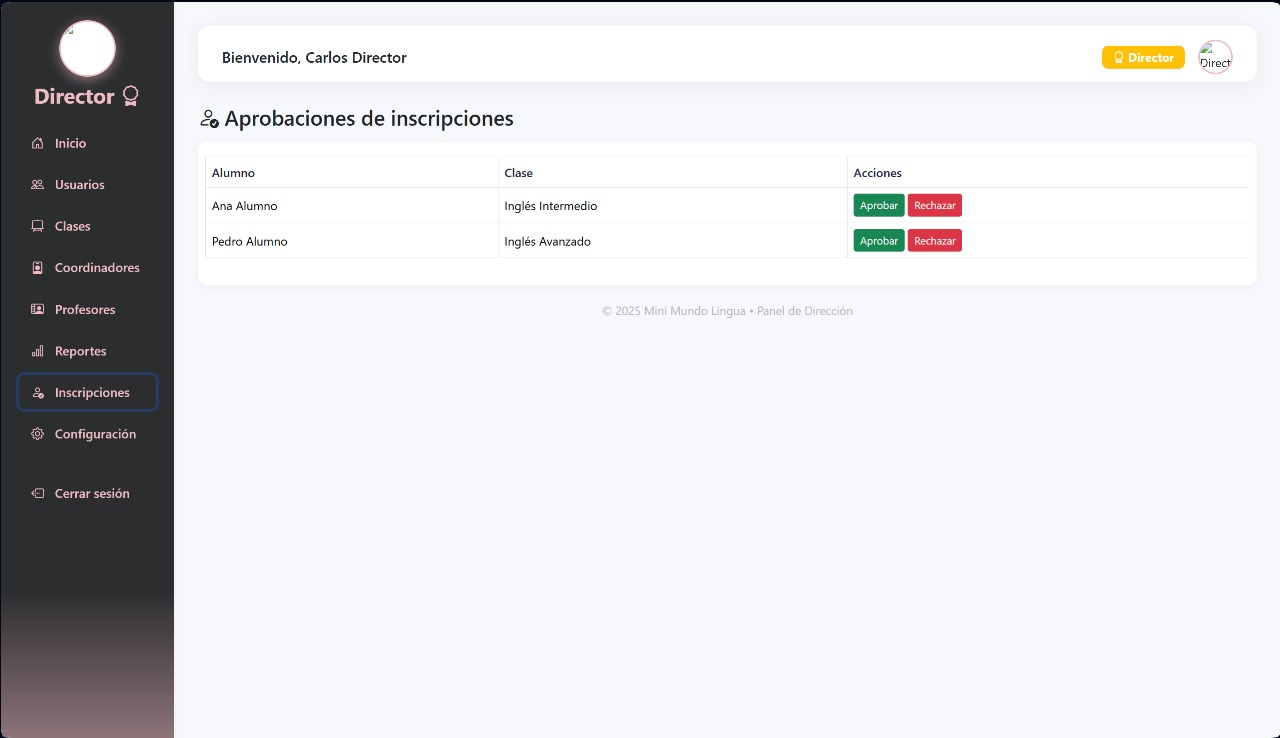 Director
Inicio
Usuarios
Clases
Coordinadores
Profesores
Reportes
Inscripciones
Configuración
Cerrar sesión
Bienvenido, Carlos Director
Director
Direct
Aprobaciones de inscripciones
Alumno Clase Acciones
Ana Alumno Inglés Intermedio Aprobar Rechazar
Pedro Alumno Inglés Avanzado Aprobar Rechazar
© 2025 Mini Mundo Lingua • Panel de Dirección